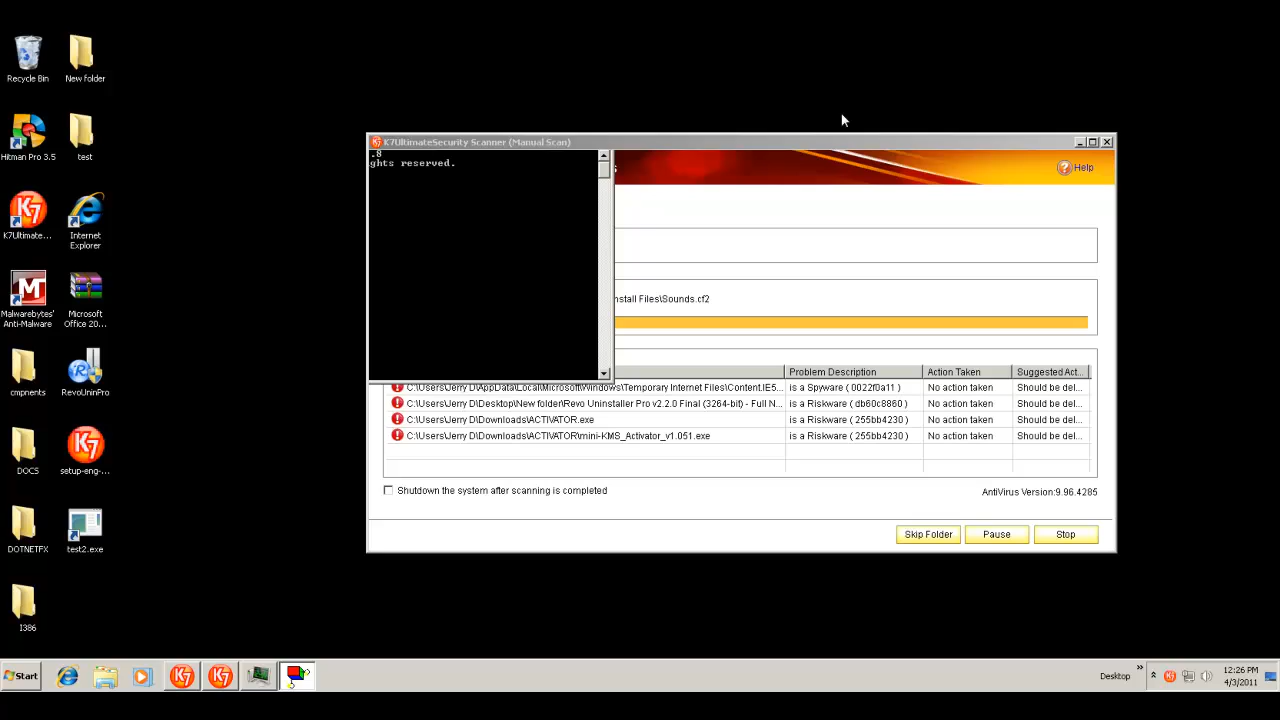 Recycle Bin
New folder
Hitman Pro 3.5
test
K7Ultimate...
Internet
Explorer
Malwarebytes'
Anti-Malware
Microsoft
Office 20...
cmpnents
RevoUninPro
DOCS
setup-eng-...
DOTNETFX
test2.exe
I386
K7UltimateSecurity Scanner (Manual Scan)
.8
ghts reserved.
Help
nstall Files\Sounds.cf2
Problem Description
Action Taken
Suggested Act...
C:\Users\Jerry D\AppData\Local\Microsoft\Windows\Temporary Internet Files\Content.IE5... is a Spyware ( 0022f0a11 ) No action taken Should be del...
C:\Users\Jerry D\Desktop\New folder\Revo Uninstaller Pro v2.2.0 Final (3264-bit) - Full N... is a Riskware ( db60c8860 ) No action taken Should be del...
C:\Users\Jerry D\Downloads\ACTIVATOR.exe is a Riskware ( 255bb4230 ) No action taken Should be del...
C:\Users\Jerry D\Downloads\ACTIVATOR\mini-KMS_Activator_v1.051.exe is a Riskware ( 255bb4230 ) No action taken Should be del...
Shutdown the system after scanning is completed
AntiVirus Version:9.96.4285
Skip Folder
Pause
Stop
Start
Desktop
12:26 PM
4/3/2011